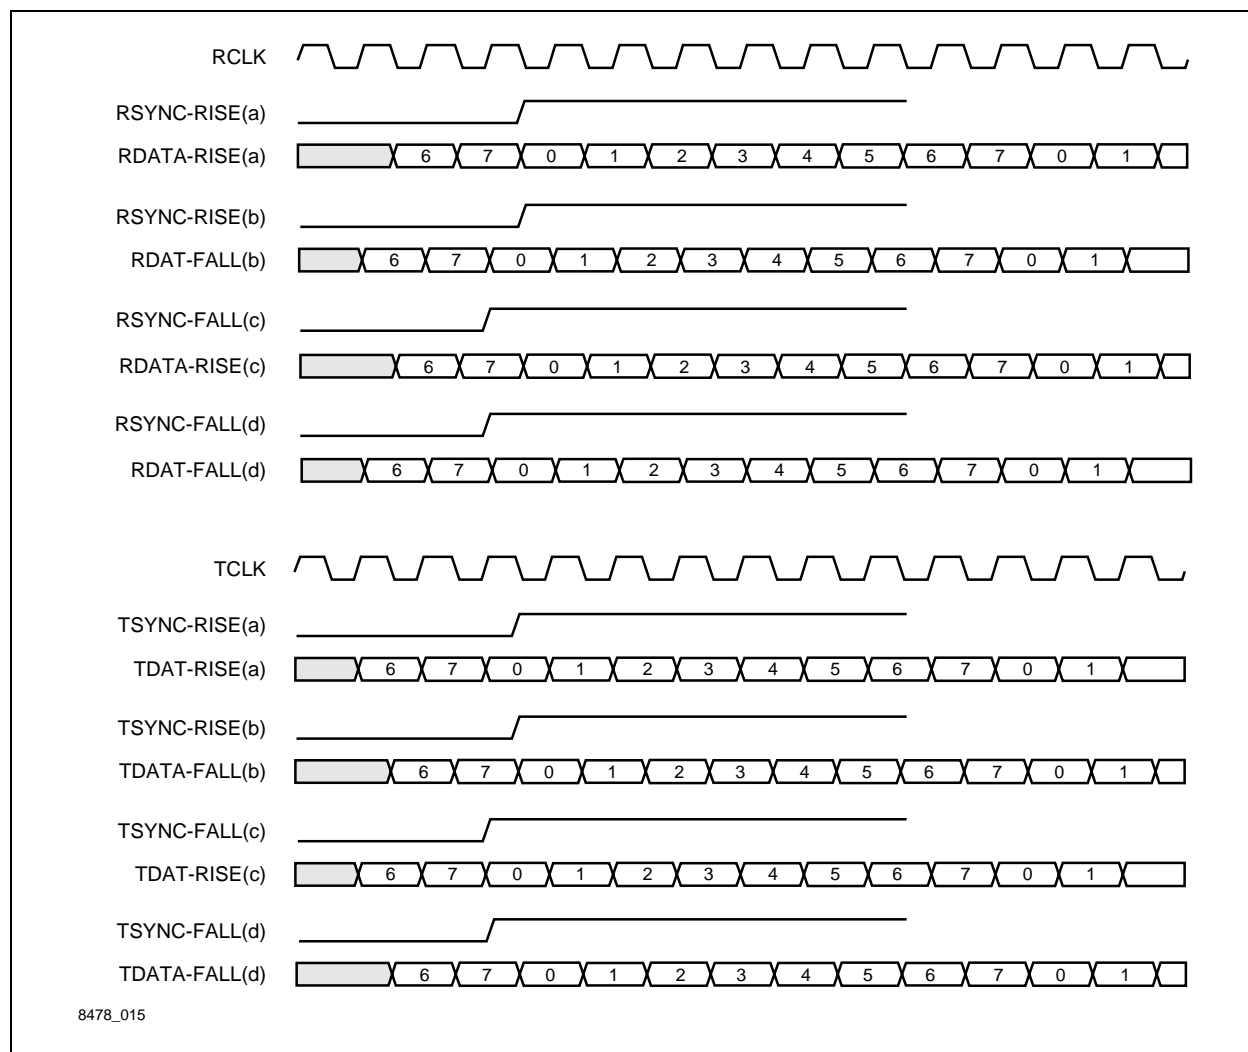 RCLK
RSYNC-RISE(a)
RDATA-RISE(a) 6 7 0 1 2 3 4 5 6 7 0 1
RSYNC-RISE(b)
RDAT-FALL(b) 6 7 0 1 2 3 4 5 6 7 0 1
RSYNC-FALL(c)
RDATA-RISE(c) 6 7 0 1 2 3 4 5 6 7 0 1
RSYNC-FALL(d)
RDAT-FALL(d) 6 7 0 1 2 3 4 5 6 7 0 1
TCLK
TSYNC-RISE(a)
TDAT-RISE(a) 6 7 0 1 2 3 4 5 6 7 0 1
TSYNC-RISE(b)
TDATA-FALL(b) 6 7 0 1 2 3 4 5 6 7 0 1
TSYNC-FALL(c)
TDAT-RISE(c) 6 7 0 1 2 3 4 5 6 7 0 1
TSYNC-FALL(d)
TDATA-FALL(d) 6 7 0 1 2 3 4 5 6 7 0 1
8478_015